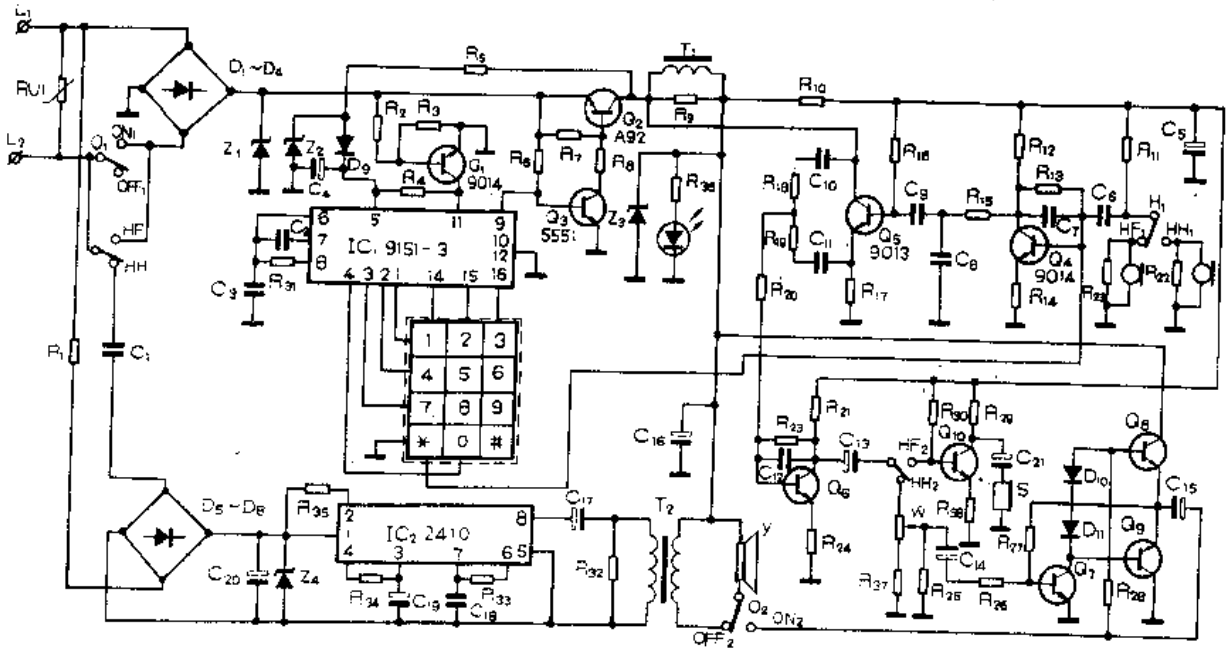 L1
T1
R5
D1~D4
R10
RU1
R2
R3
Q2
A92
R9
C5
L2
Q1
ON1
R16
R12
R11
Z1
Z2
D9
R7
R8
C10
R13
C6
OFF1
C4
R4
9014
R6
R18
C9
R15
H1
R36
C7
HF1
HH1
Q3
5551
Z3
R19
Q5
9013
Q4
9014
HF
6
5
11
9
C11
C8
7
IC1 9151-3
10
HH
8
12
R22
R31
4
3
2
1
14
15
16
R20
R17
R14
C3
R1
C1
1
2
3
4
5
6
7
8
9
R21
R30
R29
*
0
#
C16
R23
C13
HF2
Q10
Q8
C12
HH2
C21
D10
C15
D5~D8
R35
C17
T2
Q6
S
2
IC2 2410
8
y
W
D11
Q9
1
5
4
3
7
6
R32
R24
C14
R27
C20
Z4
R34
C19
C18
R33
Q2
R37
R25
R26
Q7
R28
OFF2
ON2